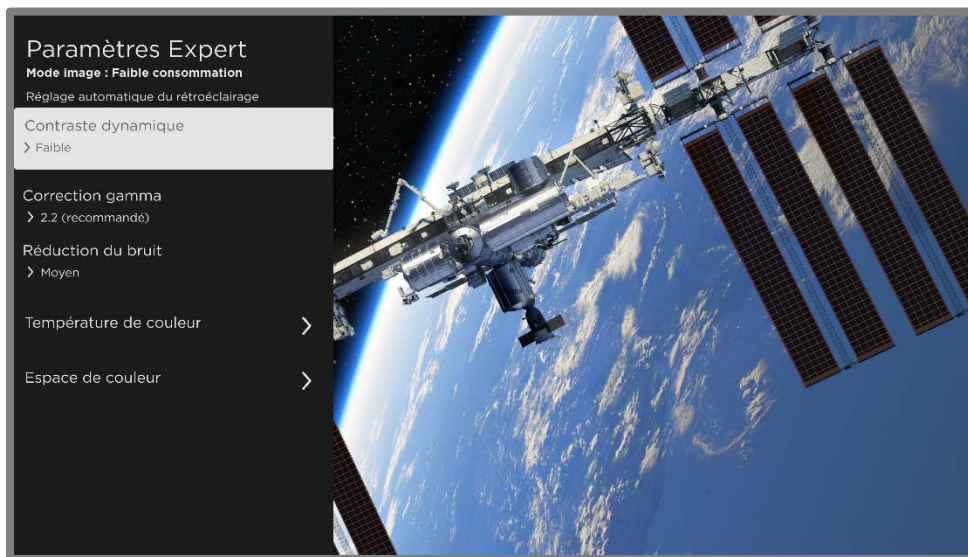 Paramètres Expert
Mode image : Faible consommation
Réglage automatique du rétroéclairage
Contraste dynamique
Faible
Correction gamma
2.2 (recommandé)
Réduction du bruit
Moyen
Température de couleur
Espace de couleur